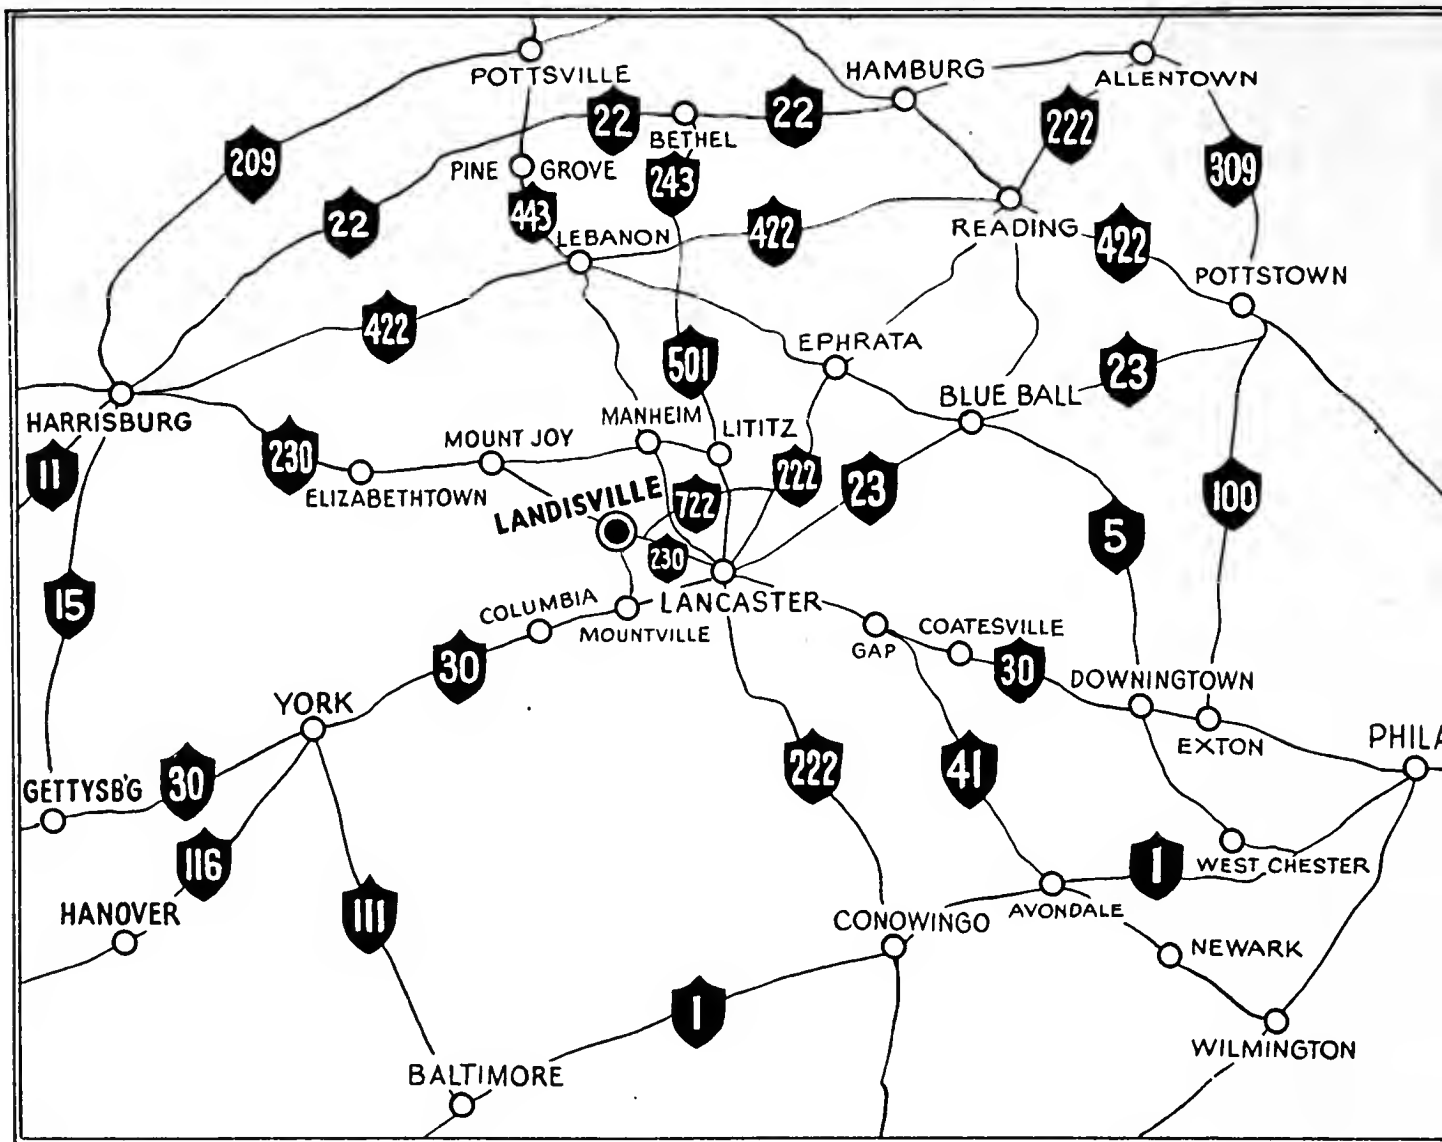 POTTSVILLE
HAMBURG
ALLENTOWN
22
22
222
BETHEL
209
PINE GROVE
243
309
443
22
LEBANON
422
READING
422
POTTSTOWN
422
501
EPHRATA
23
HARRISBURG
MANHEIM
BLUE BALL
230
MOUNT JOY
LITITZ
11
ELIZABETHTOWN
222
23
LANDISVILLE
722
100
5
230
15
COLUMBIA
LANCASTER
MOUNTVILLE
GAP
COATESVILLE
30
30
DOWNINGTOWN
YORK
EXTON
PHILA
GETTYSB'G
30
222
41
116
1
WEST CHESTER
HANOVER
111
CONOWINGO
AVONDALE
NEWARK
1
BALTIMORE
WILMINGTON